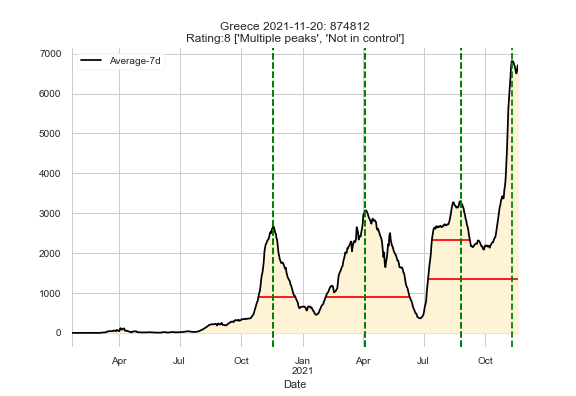 Greece 2021-11-20: 874812
Rating:8 ['Multiple peaks', 'Not in control']
Average-7d
7000
6000
5000
4000
3000
2000
1000
0
Apr Jul Oct Jan Apr Jul Oct
2021
Date